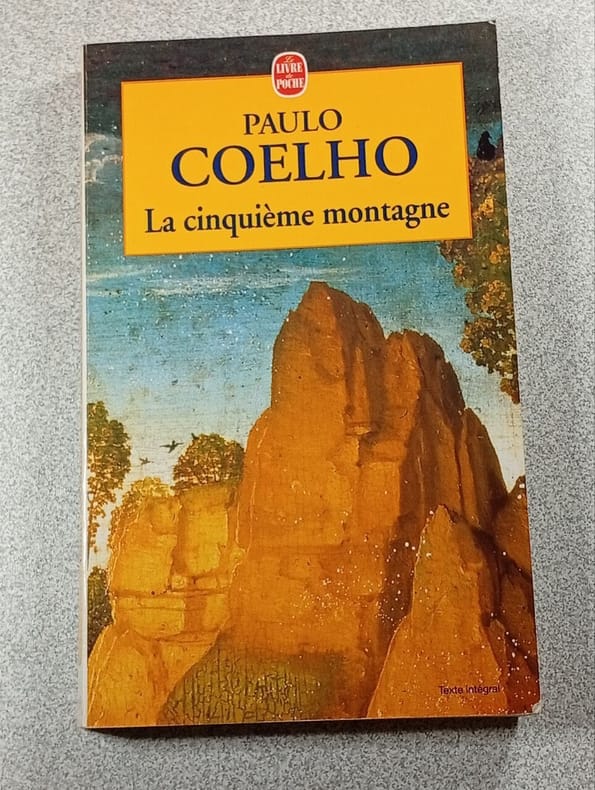 Le
LIVRE
de
POCHE
PAULO
COELHO
La cinquième montagne
Texte intégral